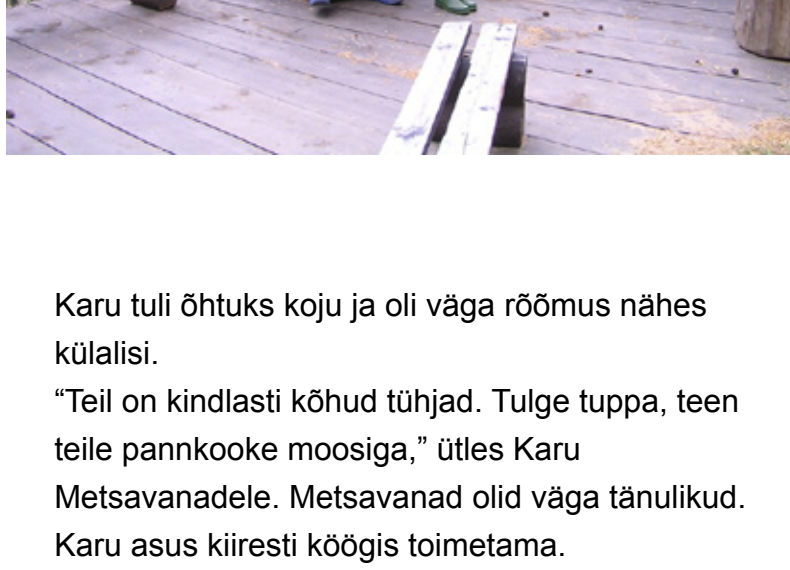 Karu tuli õhtuks koju ja oli väga rõõmus nähes
külalisi.
“Teil on kindlasti kõhud tühjad. Tulge tuppa, teen
teile pannkooke moosiga,” ütles Karu
Metsavanadele. Metsavanad olid väga tänulikud.
Karu asus kiiresti köögis toimetama.